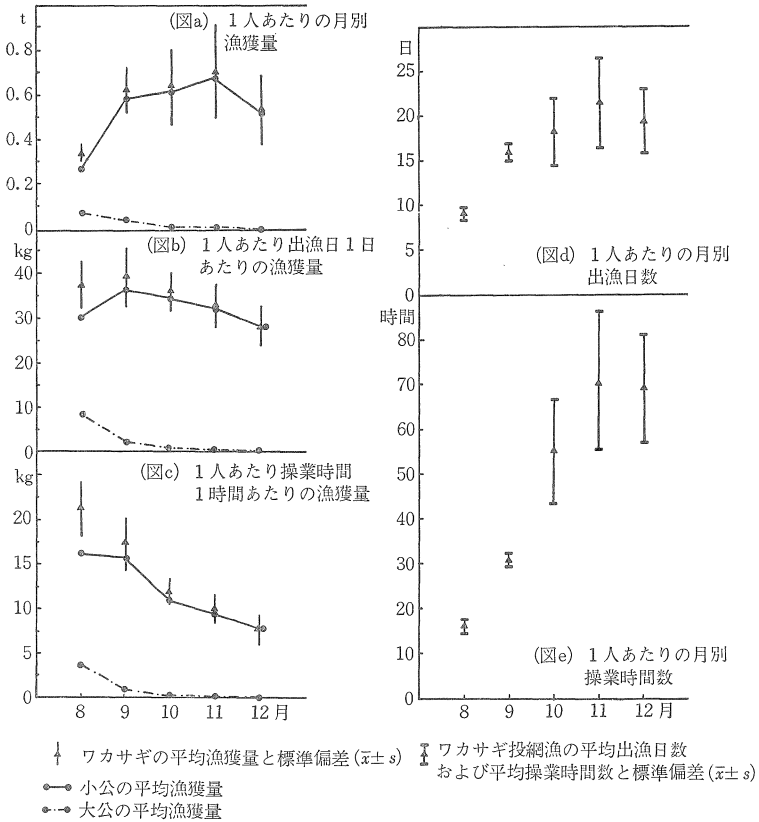 (図a) 1人あたりの月別
漁獲量
t
0.8
0.6
0.4
0.2
0
(図b) 1人あたり出漁日1日
あたりの漁獲量
kg
40
30
20
10
0
(図c) 1人あたり操業時間
1時間あたりの漁獲量
kg
20
15
10
5
0
8 9 10 11 12月
日
25
20
15
10
5
0
(図d) 1人あたりの月別
出漁日数
時間
80
70
60
50
40
30
20
10
0
(図e) 1人あたりの月別
操業時間数
8 9 10 11 12月
ワカサギの平均漁獲量と標準偏差(x̄±s)
小公の平均漁獲量
大公の平均漁獲量
ワカサギ投網漁の平均出漁日数
および平均操業時間数と標準偏差(x̄±s)